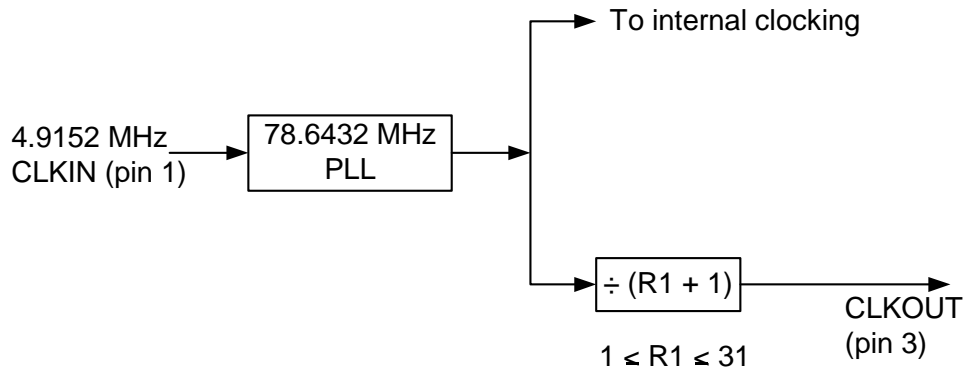 To internal clocking
4.9152 MHz
CLKIN (pin 1)
78.6432 MHz
PLL
÷ (R1 + 1)
1 ≤ R1 ≤ 31
CLKOUT
(pin 3)